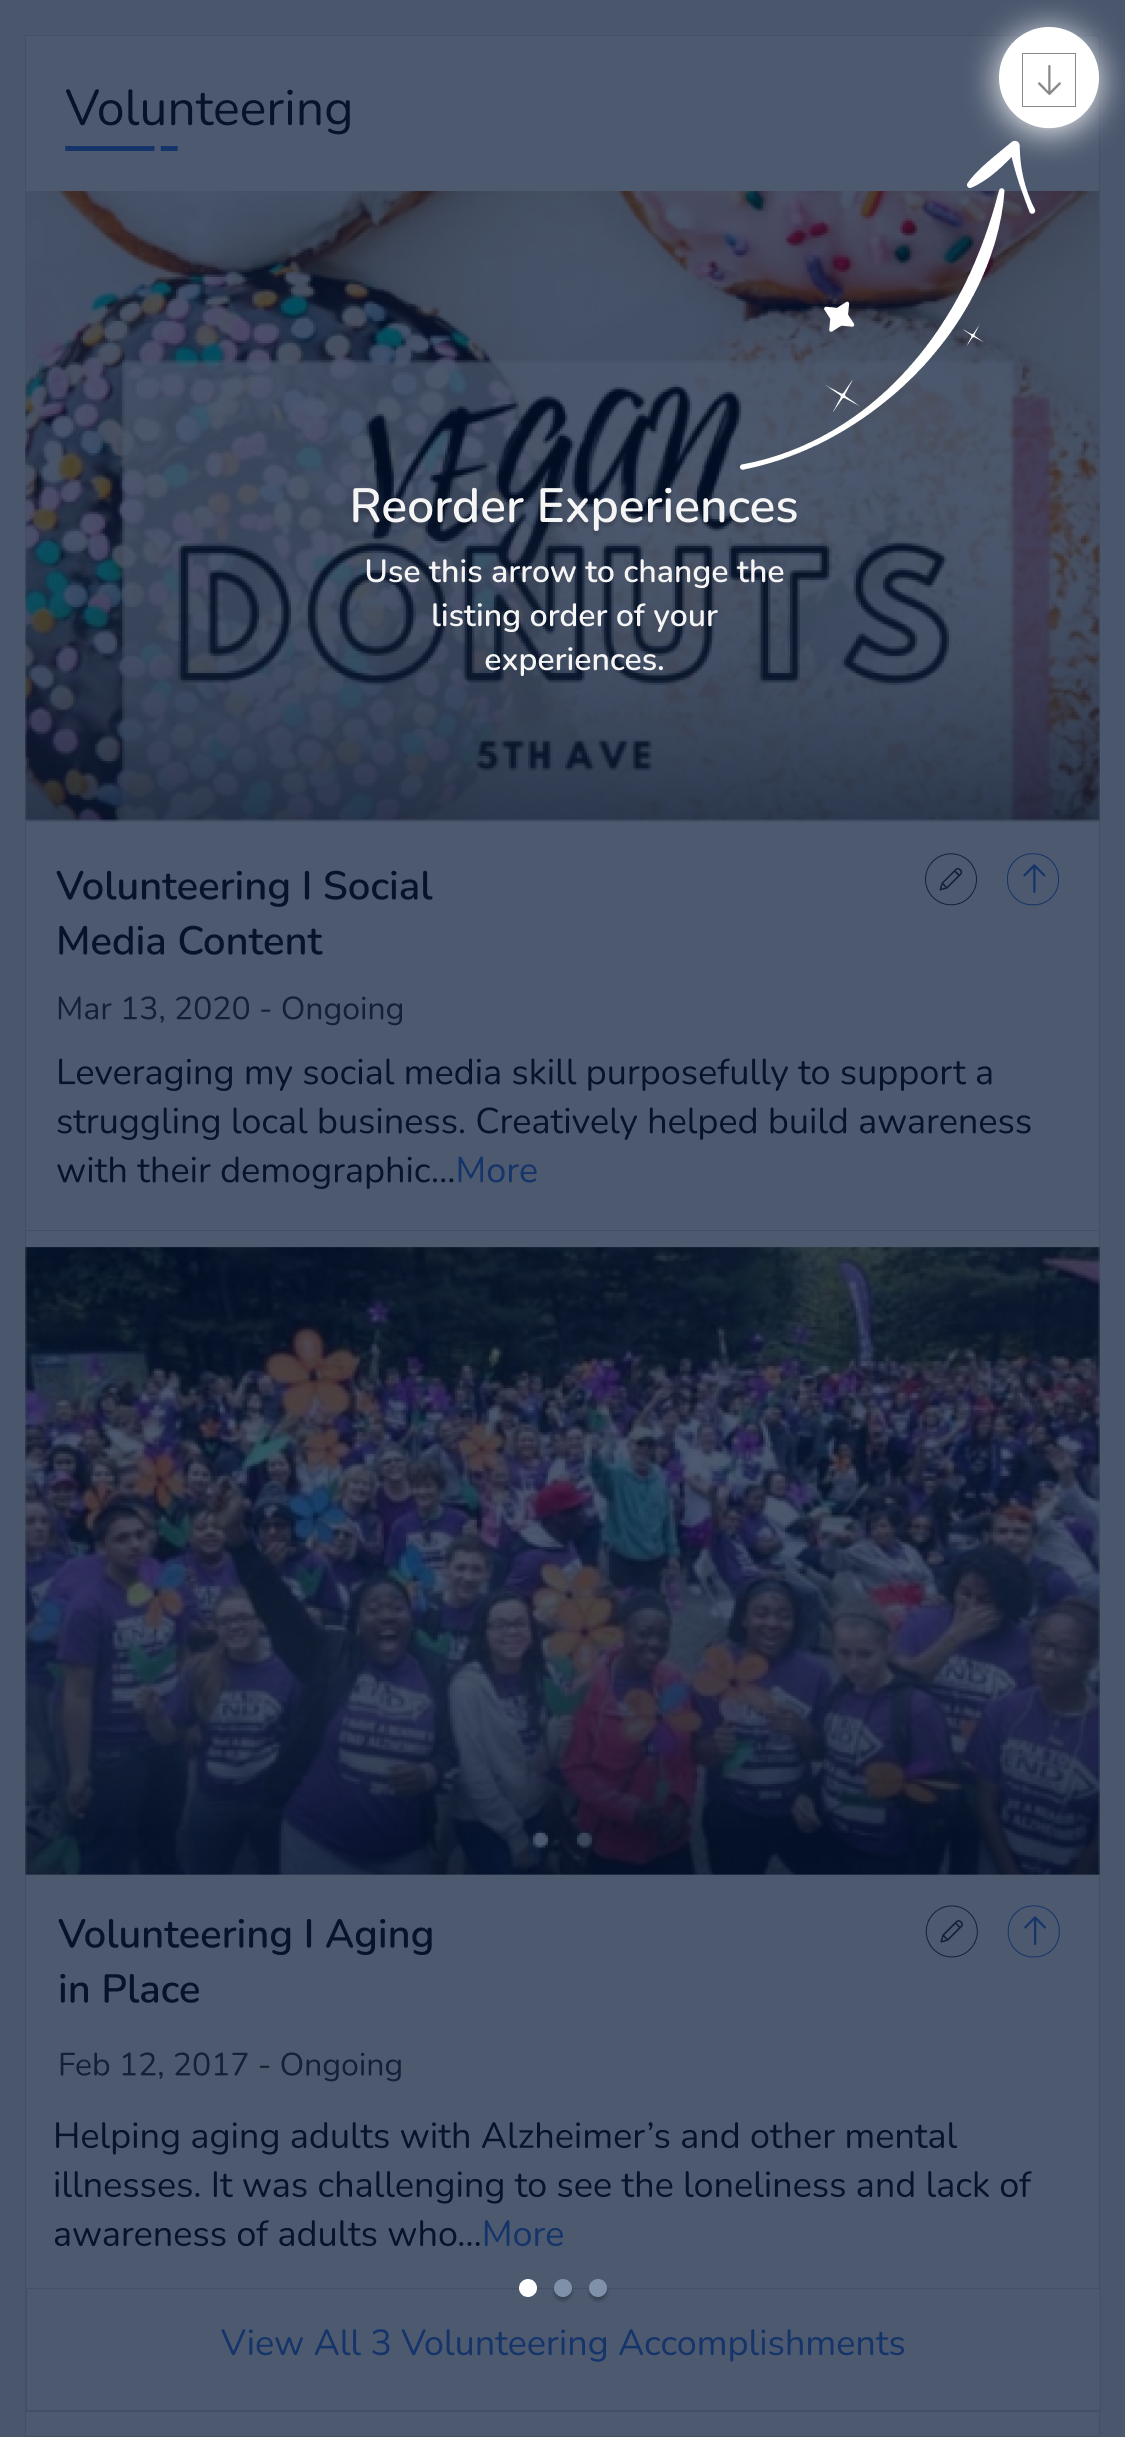 Volunteering
VEGAN
Reorder Experiences
DONUTS
Use this arrow to change the
listing order of your
experiences.
5TH AVE
Volunteering I Social
Media Content
Mar 13, 2020 - Ongoing
Leveraging my social media skill purposefully to support a
struggling local business. Creatively helped build awareness
with their demographic...More
Volunteering I Aging
in Place
Feb 12, 2017 - Ongoing
Helping aging adults with Alzheimer’s and other mental
illnesses. It was challenging to see the loneliness and lack of
awareness of adults who...More
View All 3 Volunteering Accomplishments